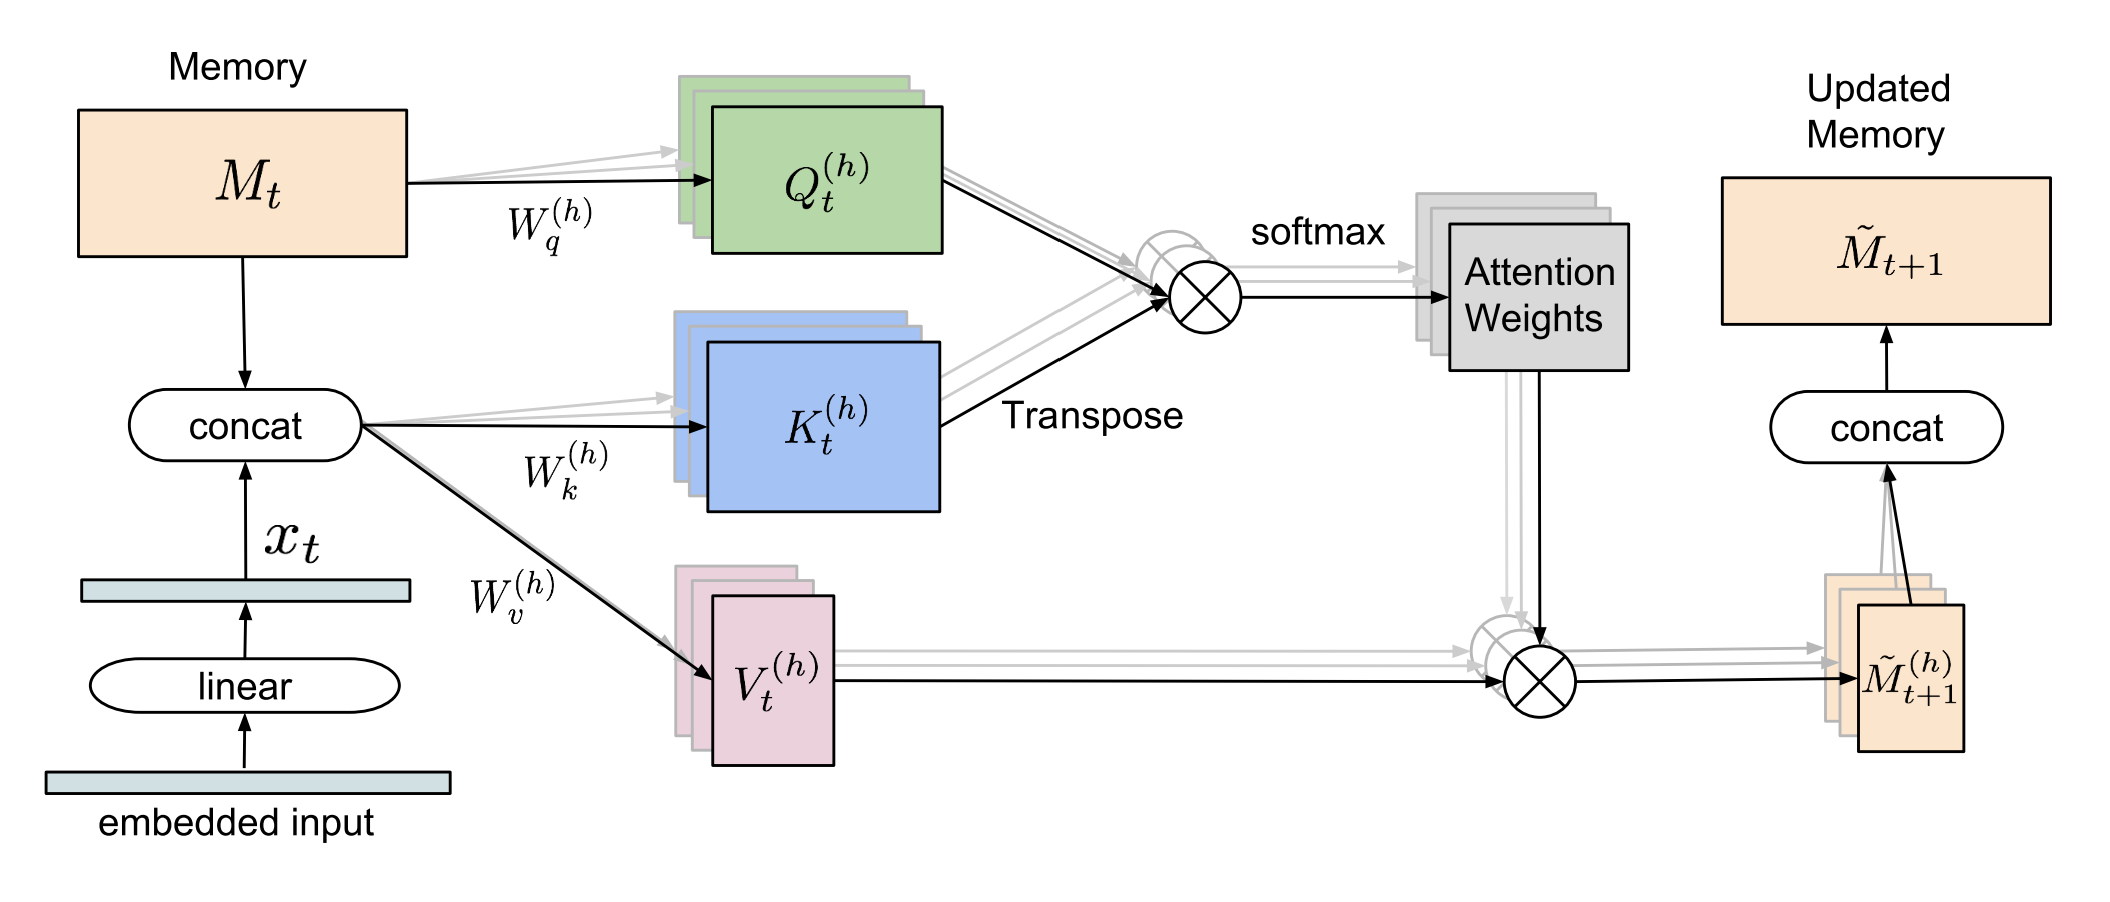 Memory
M_t
W_q^{(h)}
Q_t^{(h)}
softmax
Attention
Weights
Updated
Memory
\tilde{M}_{t+1}
concat
W_k^{(h)}
K_t^{(h)}
Transpose
concat
x_t
W_v^{(h)}
V_t^{(h)}
\tilde{M}_{t+1}^{(h)}
linear
embedded input